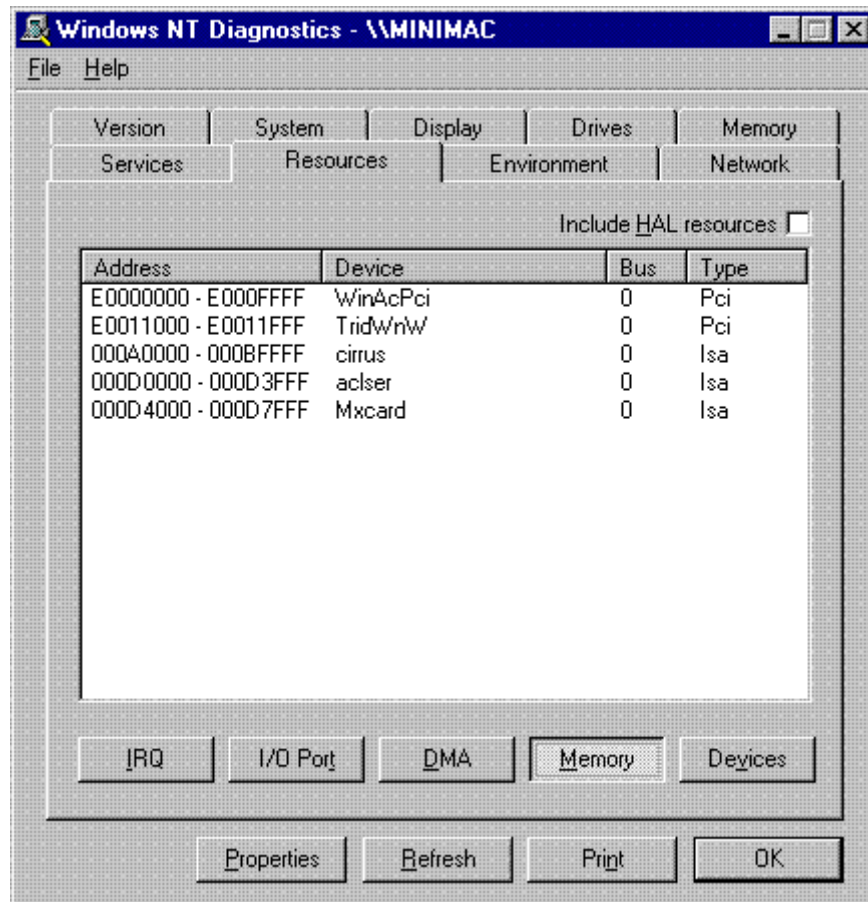 Windows NT Diagnostics - \\MINIMAC
File Help
Version System Display Drives Memory
Services Resources Environment Network
Include HAL resources
Address Device Bus Type
E0000000 - E000FFFF WinAcPci 0 Pci
E0011000 - E0011FFF TridWnW 0 Pci
000A0000 - 000BFFFF cirrus 0 Isa
000D0000 - 000D3FFF aclser 0 Isa
000D4000 - 000D7FFF Mxcard 0 Isa
IRQ I/O Port DMA Memory Devices
Properties Refresh Print OK